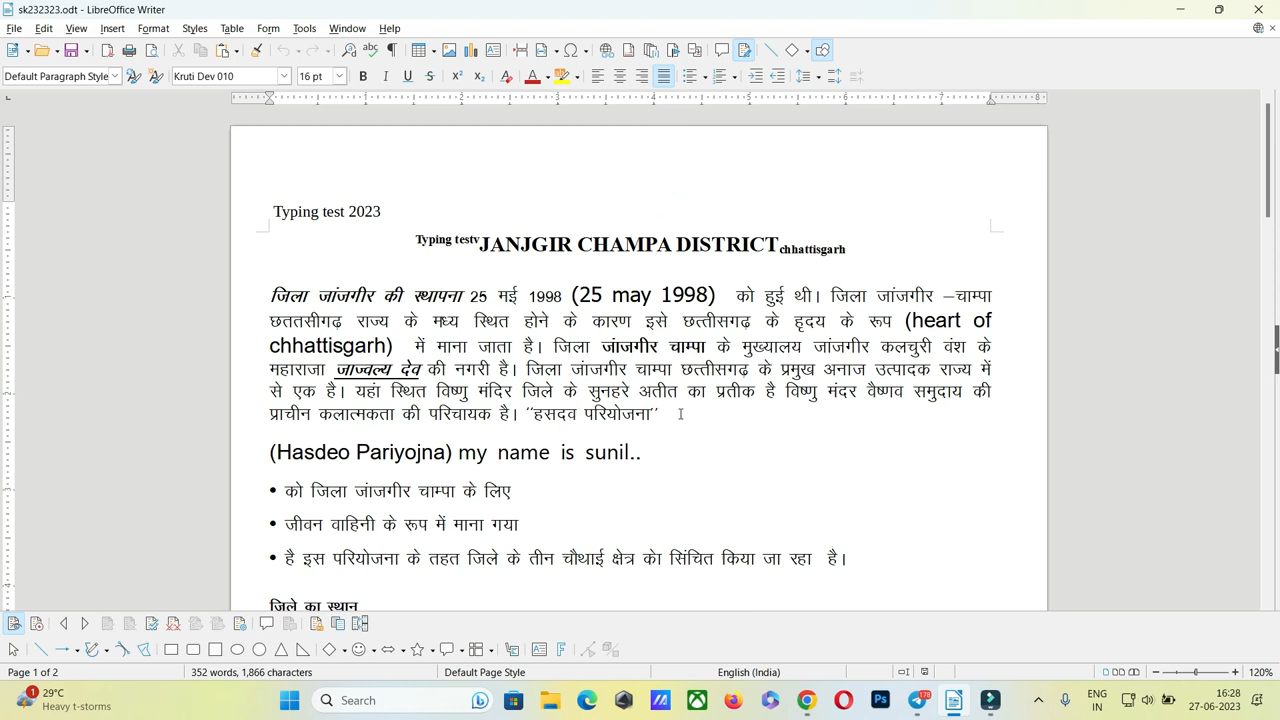 sk232323.odt - LibreOffice Writer
File Edit View Insert Format Styles Table Form Tools Window Help
Default Paragraph Style Kruti Dev 010 16 pt
Typing test 2023
Typing testvJANJGIR CHAMPA DISTRICTchhattisgarh
जिला जांजगीर की स्थापना 25 मई 1998 (25 may 1998) को हुई थी। जिला जांजगीर –चाम्पा
छततसीगढ़ राज्य के मध्य स्थित होने के कारण इसे छत्तीसगढ़ के हृदय के रूप (heart of
chhattisgarh) में माना जाता है। जिला जांजगीर चाम्पा के मुख्यालय जांजगीर कलचुरी वंश के
महाराजा जाज्वल्य देव की नगरी है। जिला जांजगीर चाम्पा छत्तीसगढ़ के प्रमुख अनाज उत्पादक राज्य में
से एक है। यहां स्थित विष्णु मंदिर जिले के सुनहरे अतीत का प्रतीक है विष्णु मंदर वैष्णव समुदाय की
प्राचीन कलात्मकता की परिचायक है। ‘‘हसदव परियोजना’’
(Hasdeo Pariyojna) my name is sunil..
• को जिला जांजगीर चाम्पा के लिए
• जीवन वाहिनी के रूप में माना गया
• है इस परियोजना के तहत जिले के तीन चौथाई क्षेत्र केा सिंचित किया जा रहा है।
जिले का स्थान
Page 1 of 2 352 words, 1,866 characters Default Page Style English (India) 120%
29°C
Heavy t-storms
Search
178
ENG
IN
16:28
27-06-2023